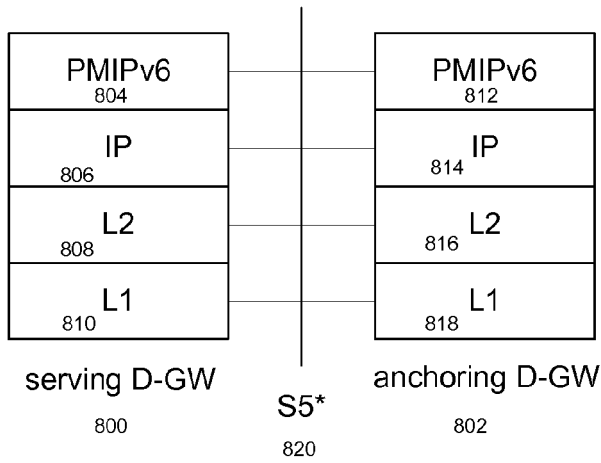 PMIPv6
804
IP
806
L2
808
L1
810
serving D-GW
800
S5*
820
PMIPv6
812
IP
814
L2
816
L1
818
anchoring D-GW
802